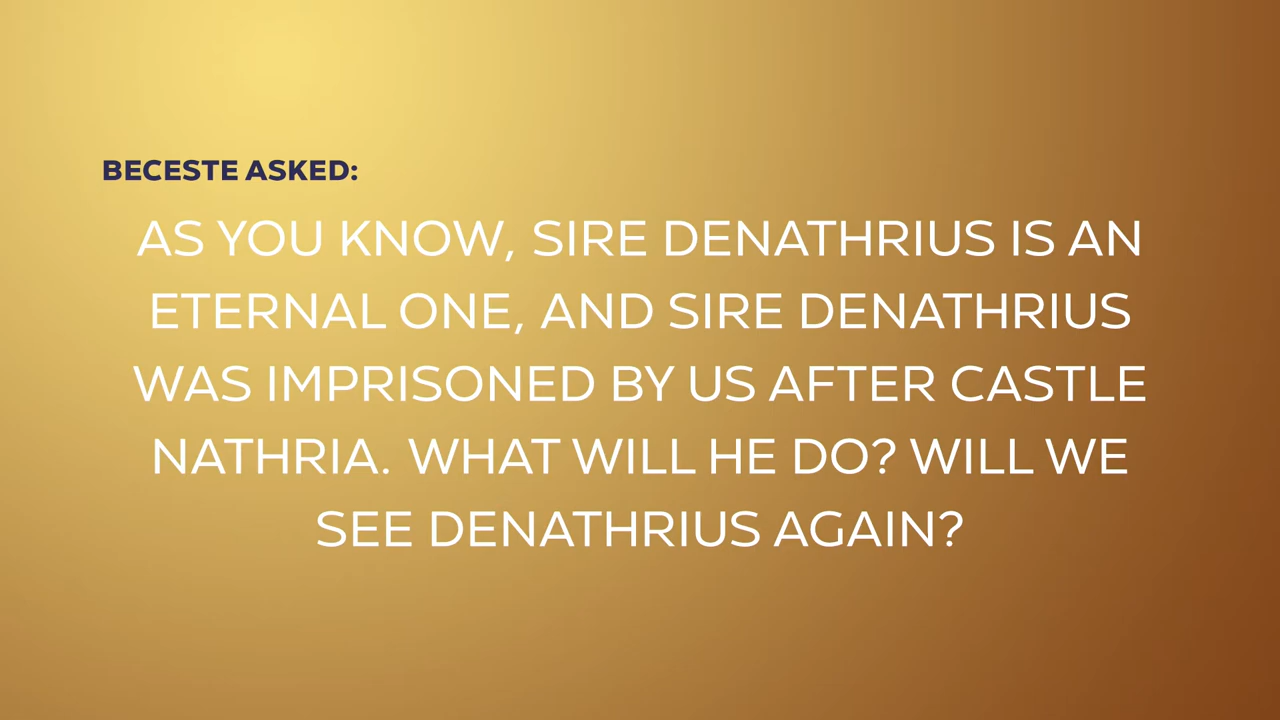 BECESTE ASKED:
AS YOU KNOW, SIRE DENATHRIUS IS AN
ETERNAL ONE, AND SIRE DENATHRIUS
WAS IMPRISONED BY US AFTER CASTLE
NATHRIA. WHAT WILL HE DO? WILL WE
SEE DENATHRIUS AGAIN?